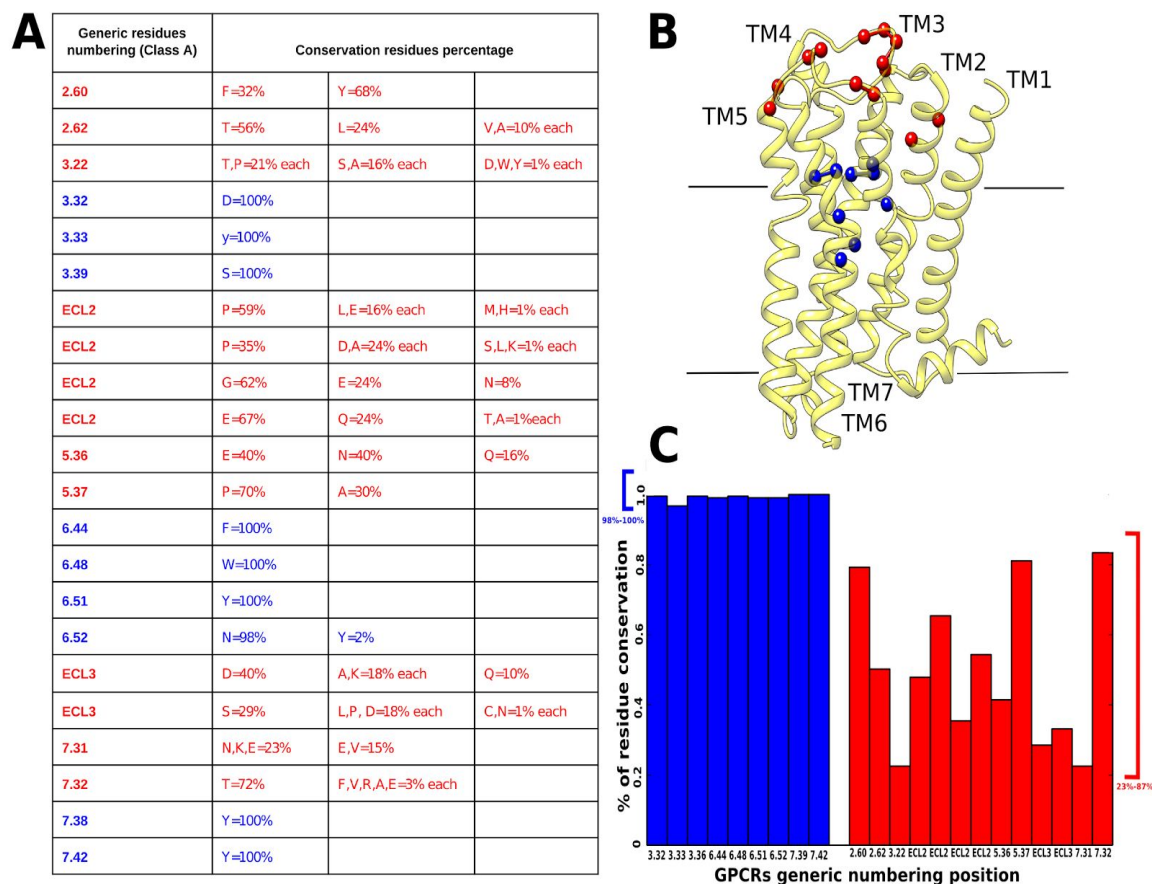 A
Generic residues numbering (Class A) Conservation residues percentage
2.60 F=32% Y=68%
2.62 T=56% L=24% V,A=10% each
3.22 T,P=21% each S,A=16% each D,W,Y=1% each
3.32 D=100%
3.33 y=100%
3.39 S=100%
ECL2 P=59% L,E=16% each M,H=1% each
ECL2 P=35% D,A=24% each S,L,K=1% each
ECL2 G=62% E=24% N=8%
ECL2 E=67% Q=24% T,A=1%each
5.36 E=40% N=40% Q=16%
5.37 P=70% A=30%
6.44 F=100%
6.48 W=100%
6.51 Y=100%
6.52 N=98% Y=2%
ECL3 D=40% A,K=18% each Q=10%
ECL3 S=29% L,P, D=18% each C,N=1% each
7.31 N,K,E=23% E,V=15%
7.32 T=72% F,V,R,A,E=3% each
7.38 Y=100%
7.42 Y=100%
B
TM4
TM3
TM2
TM1
TM5
TM7
TM6
C
98%-100%
23%-87%
% of residue conservation
1.0
0.8
0.6
0.4
0.2
0
3.32 3.33 3.36 6.44 6.48 6.51 6.52 7.39 7.42 2.60 2.62 3.22 ECL2 ECL2 ECL2 ECL2 5.36 5.37 ECL3 ECL3 7.31 7.32
GPCRs generic numbering position